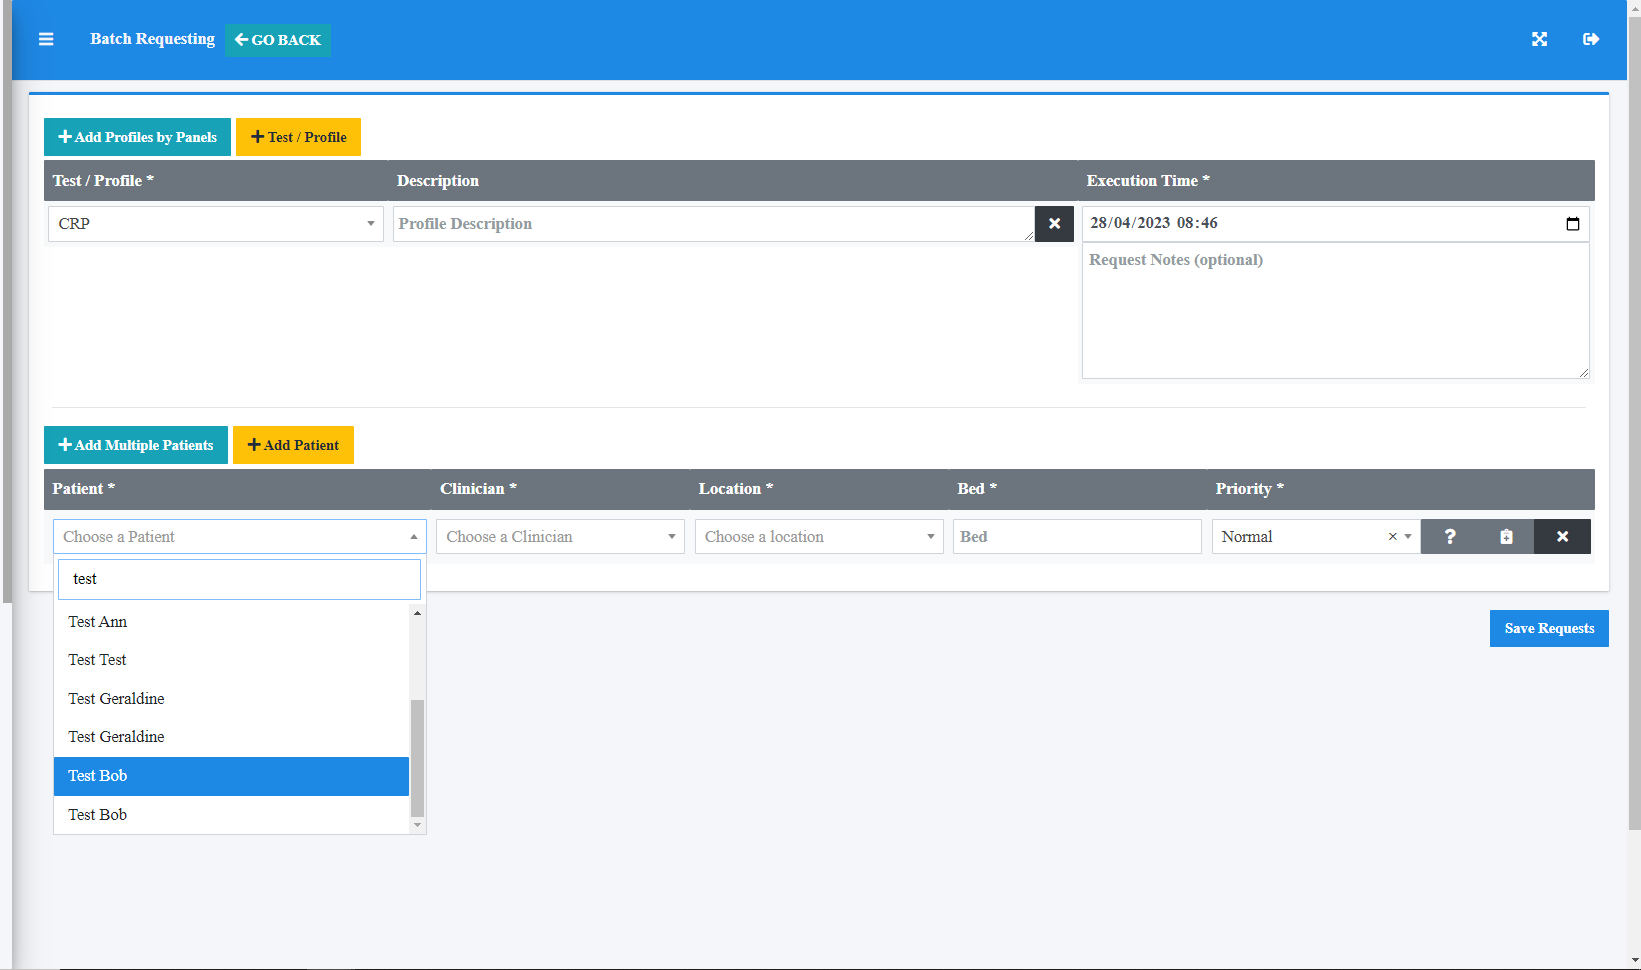 Batch Requesting GO BACK
Add Profiles by Panels Test / Profile
Test / Profile * Description Execution Time *
CRP Profile Description 28/04/2023 08:46
Request Notes (optional)
Add Multiple Patients Add Patient
Patient * Clinician * Location * Bed * Priority *
Choose a Patient Choose a Clinician Choose a location Bed Normal × ?
test
Test Ann
Save Requests
Test Test
Test Geraldine
Test Geraldine
Test Bob
Test Bob